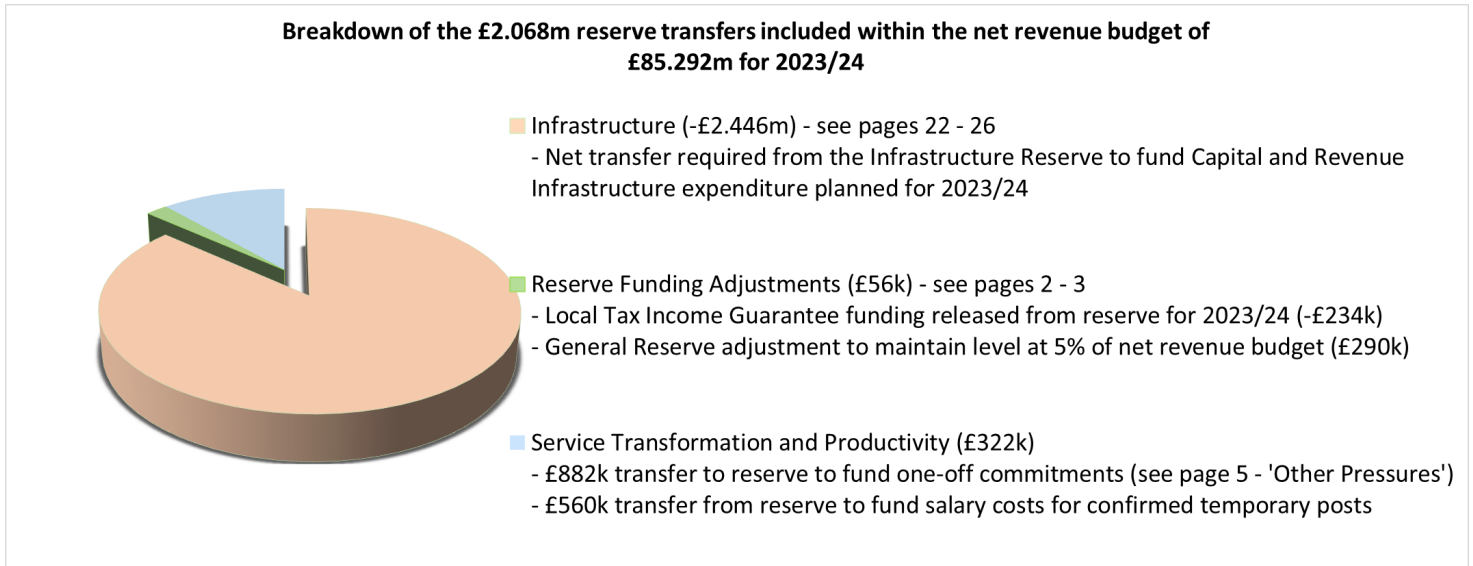 Breakdown of the £2.068m reserve transfers included within the net revenue budget of
£85.292m for 2023/24
Infrastructure (-£2.446m) - see pages 22 - 26
- Net transfer required from the Infrastructure Reserve to fund Capital and Revenue
Infrastructure expenditure planned for 2023/24
Reserve Funding Adjustments (£56k) - see pages 2 - 3
- Local Tax Income Guarantee funding released from reserve for 2023/24 (-£234k)
- General Reserve adjustment to maintain level at 5% of net revenue budget (£290k)
Service Transformation and Productivity (£322k)
- £882k transfer to reserve to fund one-off commitments (see page 5 - 'Other Pressures')
- £560k transfer from reserve to fund salary costs for confirmed temporary posts